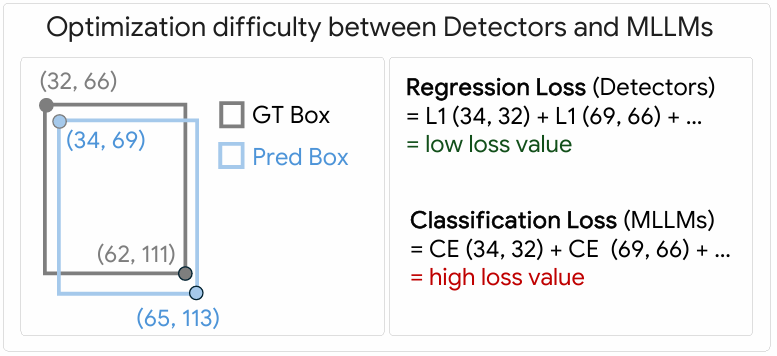 Optimization difficulty between Detectors and MLLMs
(32, 66)
(34, 69)
(62, 111)
(65, 113)
GT Box
Pred Box
Regression Loss (Detectors)
= L1 (34, 32) + L1 (69, 66) + ...
= low loss value
Classification Loss (MLLMs)
= CE (34, 32) + CE (69, 66) + ...
= high loss value